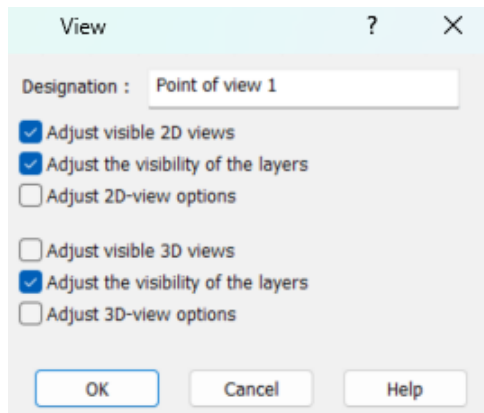 View ?
Designation : Point of view 1
Adjust visible 2D views
Adjust the visibility of the layers
Adjust 2D-view options
Adjust visible 3D views
Adjust the visibility of the layers
Adjust 3D-view options
OK Cancel Help